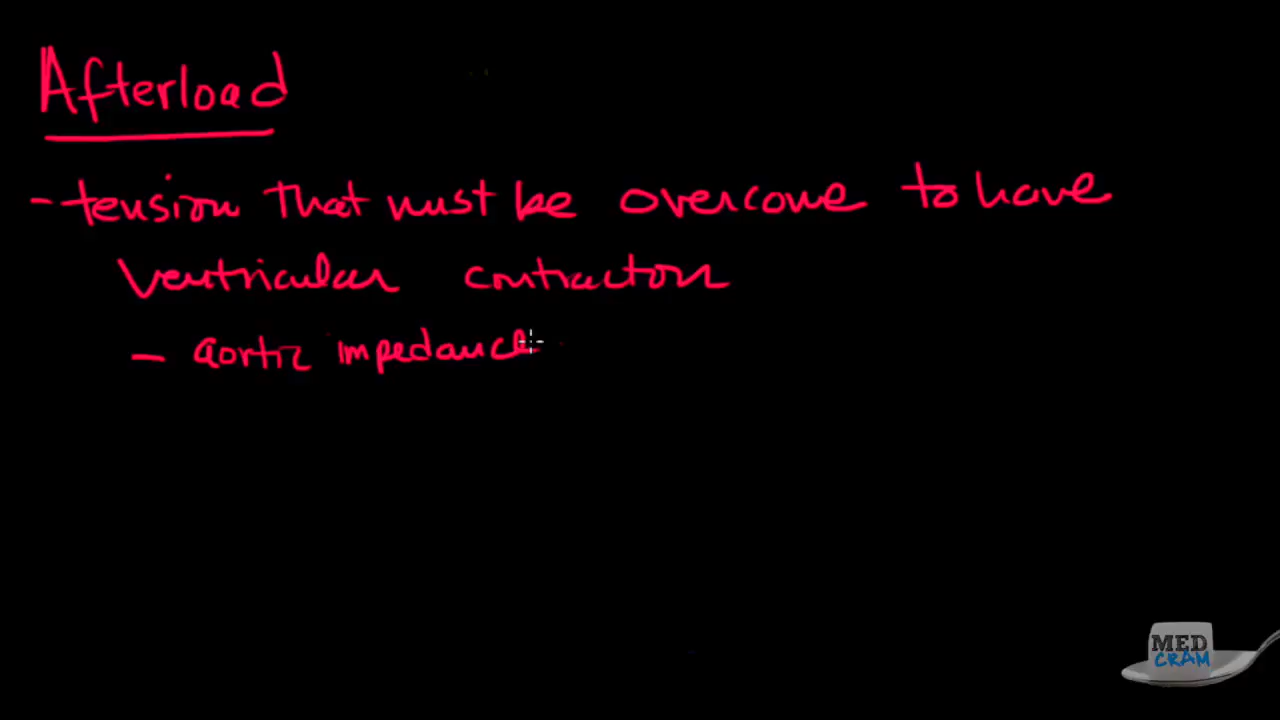 Afterload
- tension that must be overcome to have
ventricular contraction
- aortic impedance
MED
CRAM